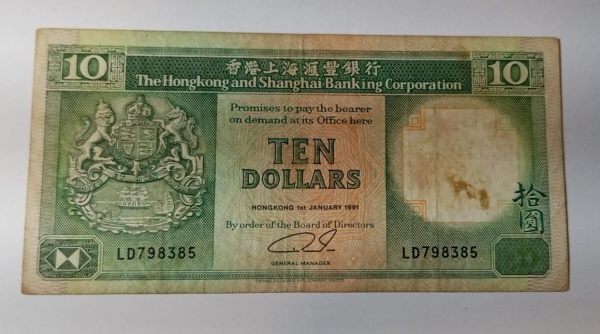 香港上海滙豐銀行
10
The Hongkong and Shanghai Banking Corporation
10
Promises to pay the bearer
on demand at its Office here
TEN
DOLLARS
HONGKONG 1st JANUARY 1991
By order of the Board of Directors
拾圓
GENERAL MANAGER
LD798385
LD798385